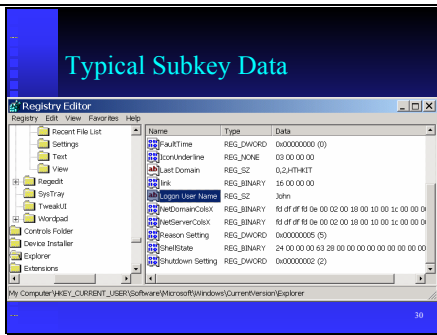 Typical Subkey Data
Registry Editor
Registry Edit View Favorites Help
Recent File List
Settings
Text
View
Regedit
SysTray
TweakUI
Wordpad
Controls Folder
Device Installer
Explorer
Extensions
Name Type Data
FaultTime REG_DWORD 0x00000000 (0)
IconUnderline REG_NONE 03 00 00 00
Last Domain REG_SZ 0,2,HTHKIT
link REG_BINARY 16 00 00 00
Logon User Name REG_SZ John
NetDomainColsX REG_BINARY fd df df fd 0e 00 02 00 18 00 10 00 1c 00 00
NetServerColsX REG_BINARY fd df df fd 0e 00 02 00 18 00 10 00 1c 00 00
Reason Setting REG_DWORD 0x00000005 (5)
ShellState REG_BINARY 24 00 00 00 63 28 00 00 00 00 00 00 00 00 00
Shutdown Setting REG_DWORD 0x00000002 (2)
My Computer\HKEY_CURRENT_USER\Software\Microsoft\Windows\CurrentVersion\Explorer
30